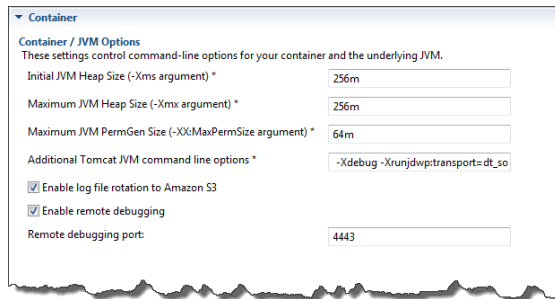 Container
Container / JVM Options
These settings control command-line options for your container and the underlying JVM.
Initial JVM Heap Size (-Xms argument) * 256m
Maximum JVM Heap Size (-Xmx argument) * 256m
Maximum JVM PermGen Size (-XX:MaxPermSize argument) * 64m
Additional Tomcat JVM command line options * -Xdebug -Xrunjdwp:transport=dt_so
Enable log file rotation to Amazon S3
Enable remote debugging
Remote debugging port: 4443